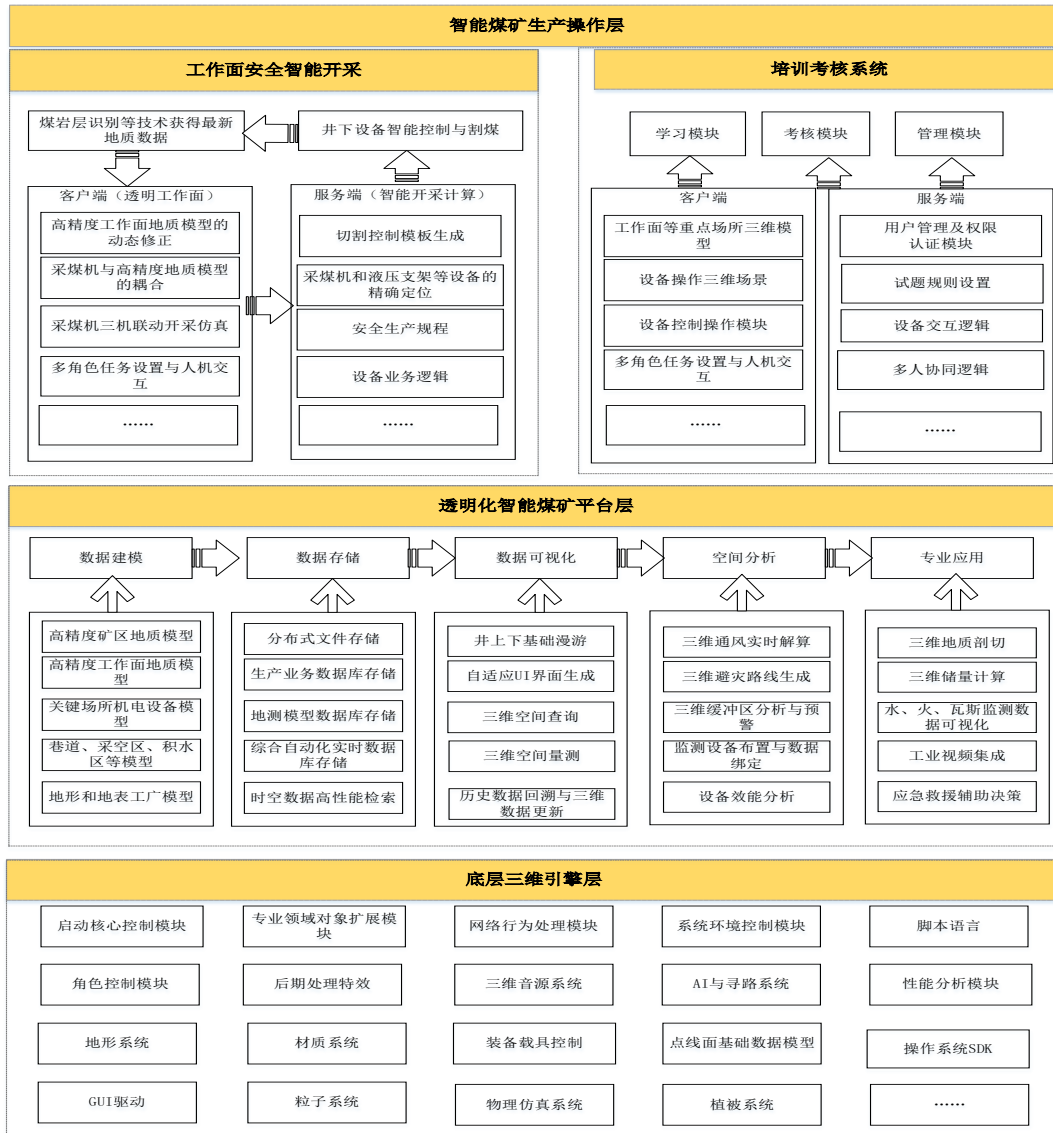 智能煤矿生产操作层
工作面安全智能开采
煤岩层识别等技术获得最新
地质数据
井下设备智能控制与割煤
客户端（透明工作面）
高精度工作面地质模型的
动态修正
采煤机与高精度地质模型
的耦合
采煤机三机联动开采仿真
多角色任务设置与人机交
互
……
服务端（智能开采计算）
切割控制模板生成
采煤机和液压支架等设备的
精确定位
安全生产规程
设备业务逻辑
……
培训考核系统
学习模块
考核模块
管理模块
客户端
工作面等重点场所三维模
型
设备操作三维场景
设备控制操作模块
多角色任务设置与人机交
互
……
服务端
用户管理及权限
认证模块
试题规则设置
设备交互逻辑
多人协同逻辑
……
透明化智能煤矿平台层
数据建模
数据存储
数据可视化
空间分析
专业应用
高精度矿区地质模型
高精度工作面地质模
型
关键场所机电设备模
型
巷道、采空区、积水
区等模型
地形和地表工广模型
分布式文件存储
生产业务数据库存储
地测模型数据库存储
综合自动化实时数据
库存储
时空数据高性能检索
井上下基础漫游
自适应UI界面生成
三维空间查询
三维空间量测
历史数据回溯与三维
数据更新
三维通风实时解算
三维避灾路线生成
三维缓冲区分析与预
警
监测设备布置与数据
绑定
设备效能分析
三维地质剖切
三维储量计算
水、火、瓦斯监测数
据可视化
工业视频集成
应急救援辅助决策
底层三维引擎层
启动核心控制模块
专业领域对象扩展模
块
网络行为处理模块
系统环境控制模块
脚本语言
角色控制模块
后期处理特效
三维音源系统
AI与寻路系统
性能分析模块
地形系统
材质系统
装备载具控制
点线面基础数据模型
操作系统SDK
GUI驱动
粒子系统
物理仿真系统
植被系统
……